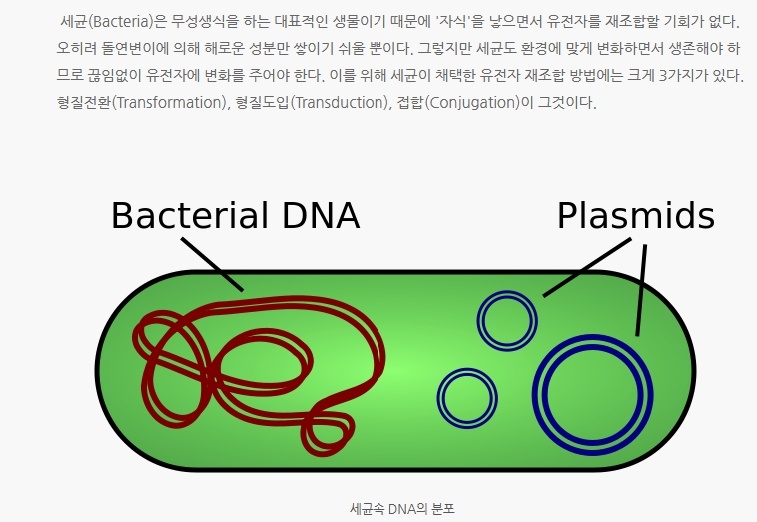 세균(Bacteria)은 무성생식을 하는 대표적인 생물이기 때문에 '자식'을 낳으면서 유전자를 재조합할 기회가 없다.
오히려 돌연변이에 의해 해로운 성분만 쌓이기 쉬울 뿐이다. 그렇지만 세균도 환경에 맞게 변화하면서 생존해야 하
므로 끊임없이 유전자에 변화를 주어야 한다. 이를 위해 세균이 채택한 유전자 재조합 방법에는 크게 3가지가 있다.
형질전환(Transformation), 형질도입(Transduction), 접합(Conjugation)이 그것이다.
Bacterial DNA
Plasmids
세균속 DNA의 분포